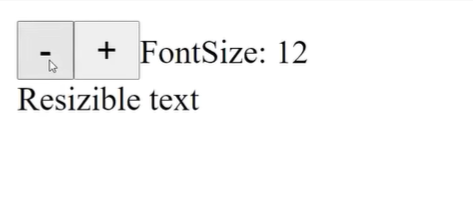 - + FontSize: 12
Resizible text